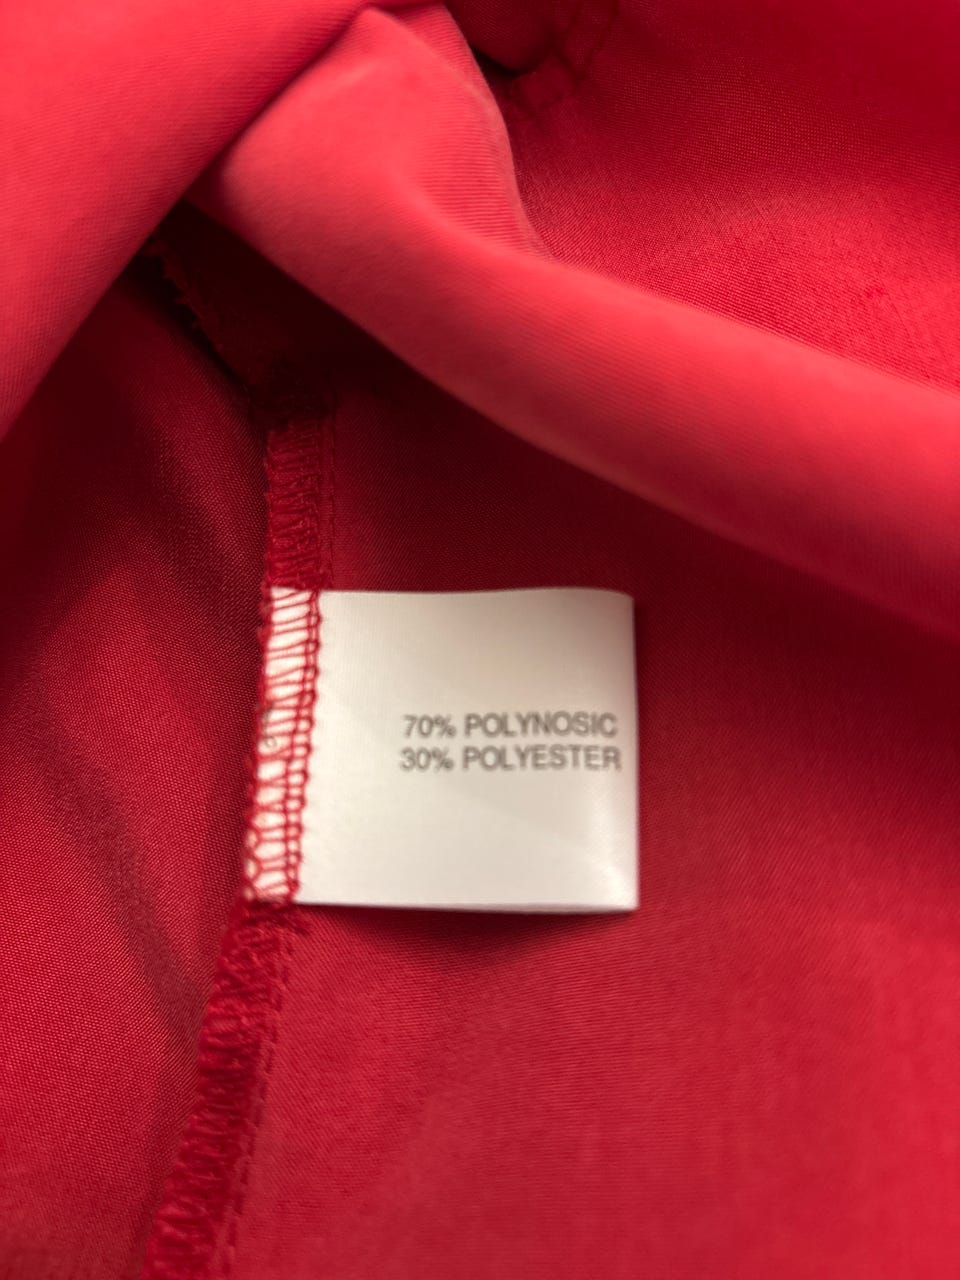 70% POLYNOSIC
30% POLYESTER